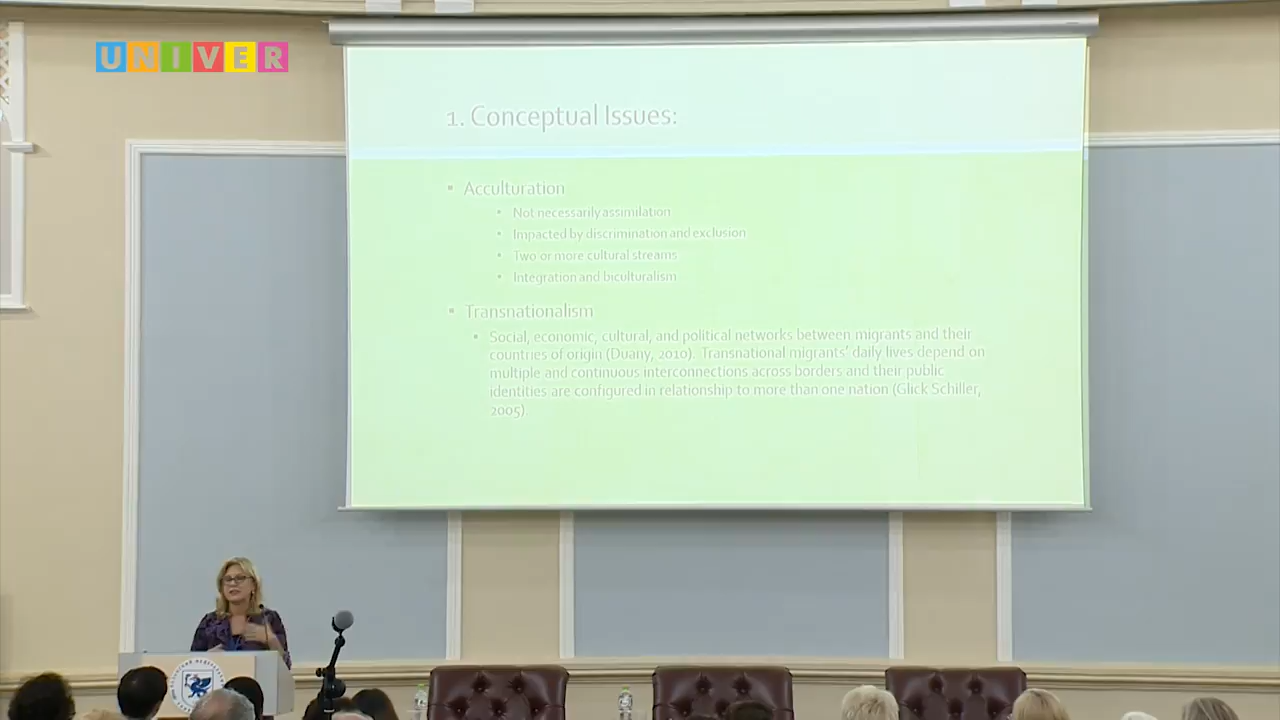 UNIVER
1. Conceptual Issues:
▪ Acculturation
• Not necessarily assimilation
• Impacted by discrimination and exclusion
• Two or more cultural streams
• Integration and biculturalism
▪ Transnationalism
▪ Social, economic, cultural, and political networks between migrants and their
countries of origin (Duany, 2010). Transnational migrants' daily lives depend on
multiple and continuous interconnections across borders and their public
identities are configured in relationship to more than one nation (Glick Schiller,
2005).